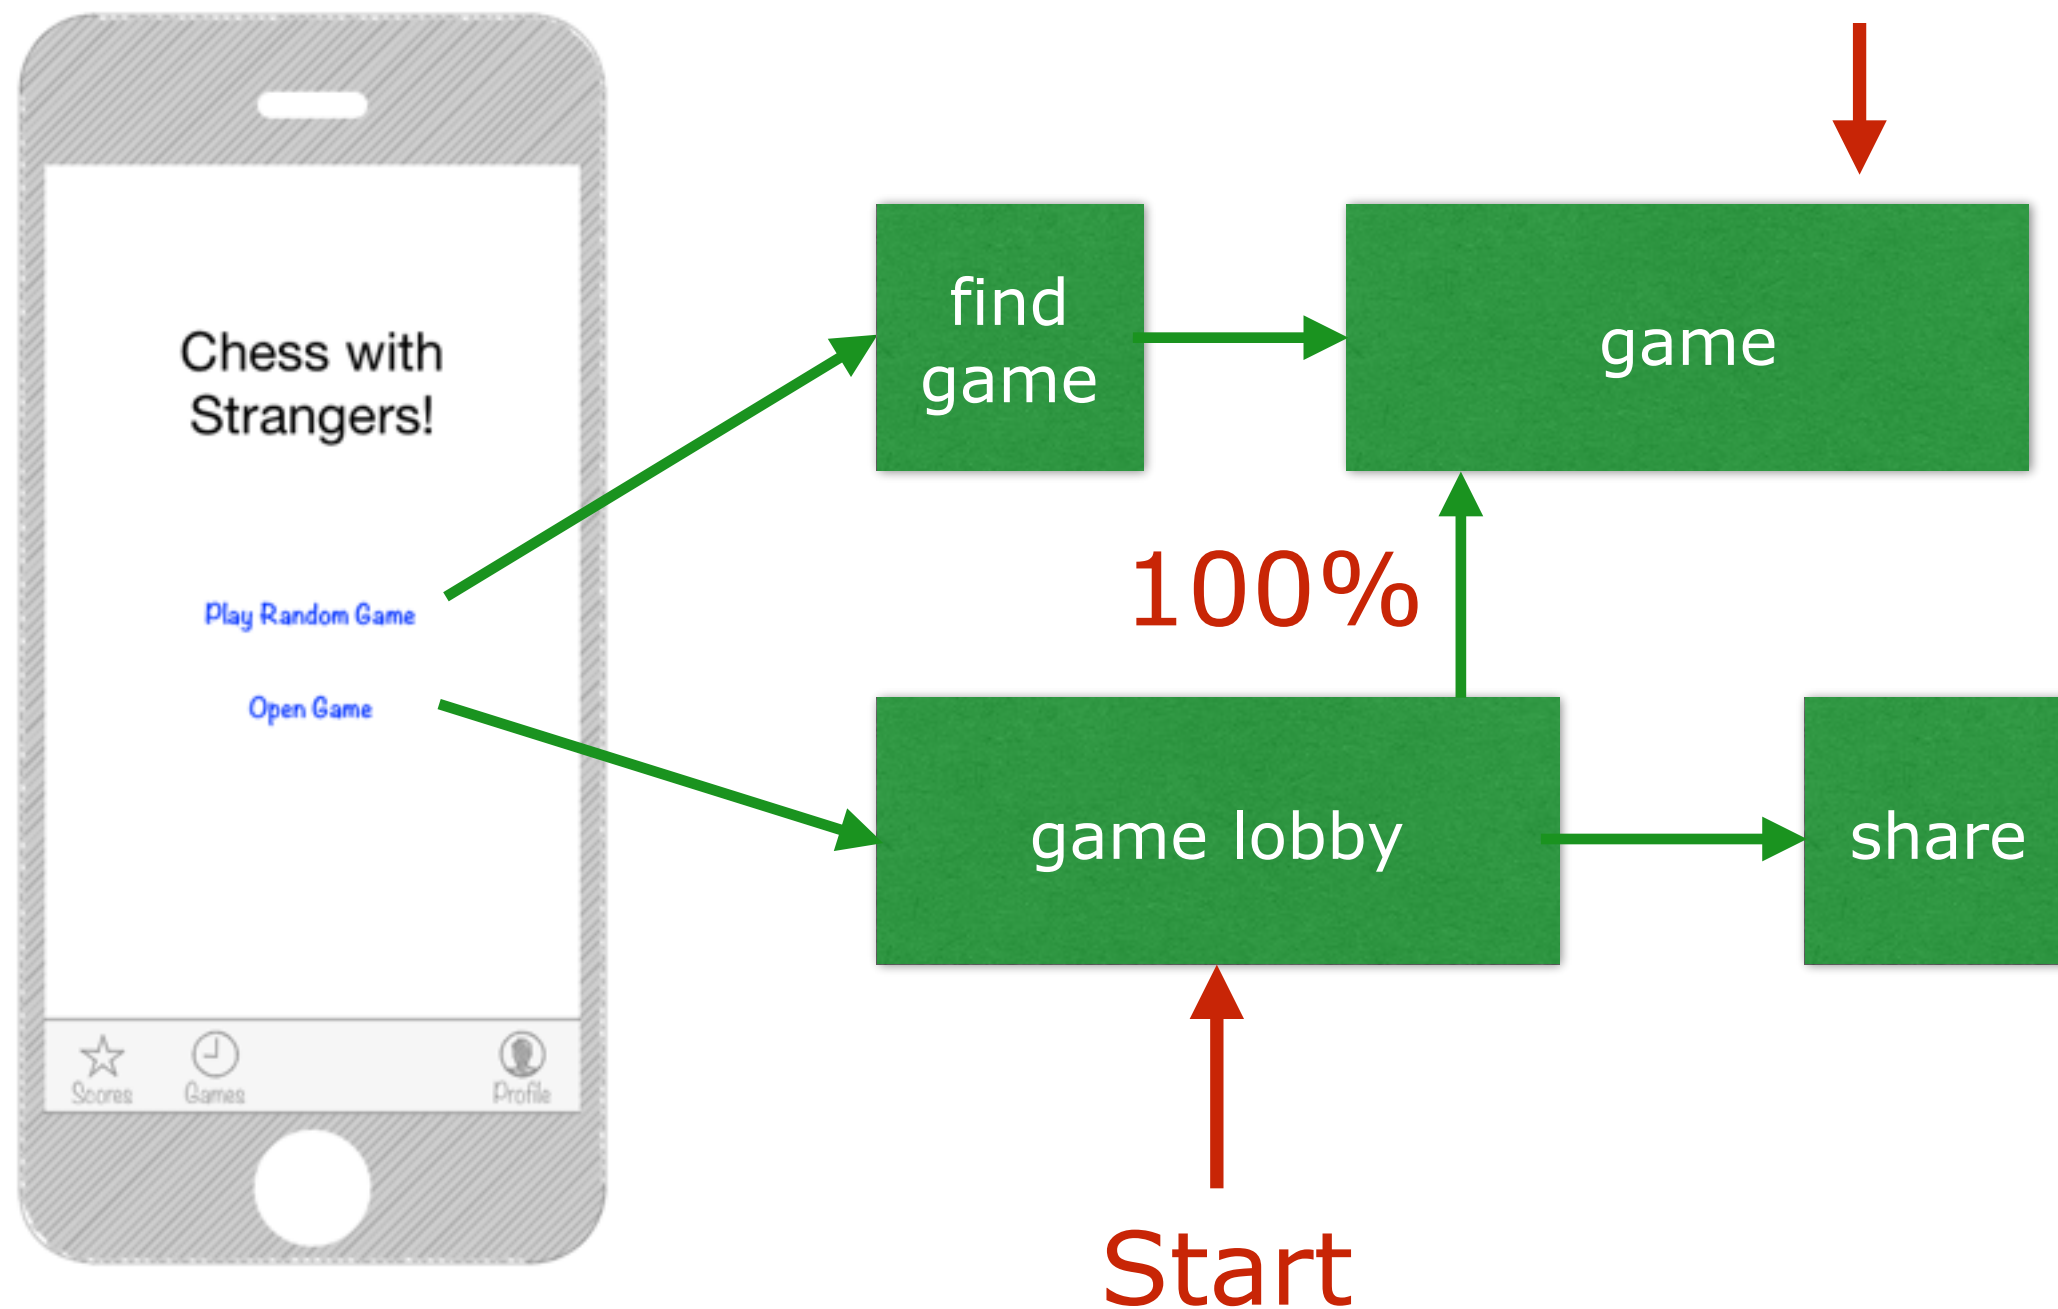 Chess with
Strangers!
Play Random Game
Open Game
Scores
Games
Profile
find
game
game
100%
game lobby
share
Start